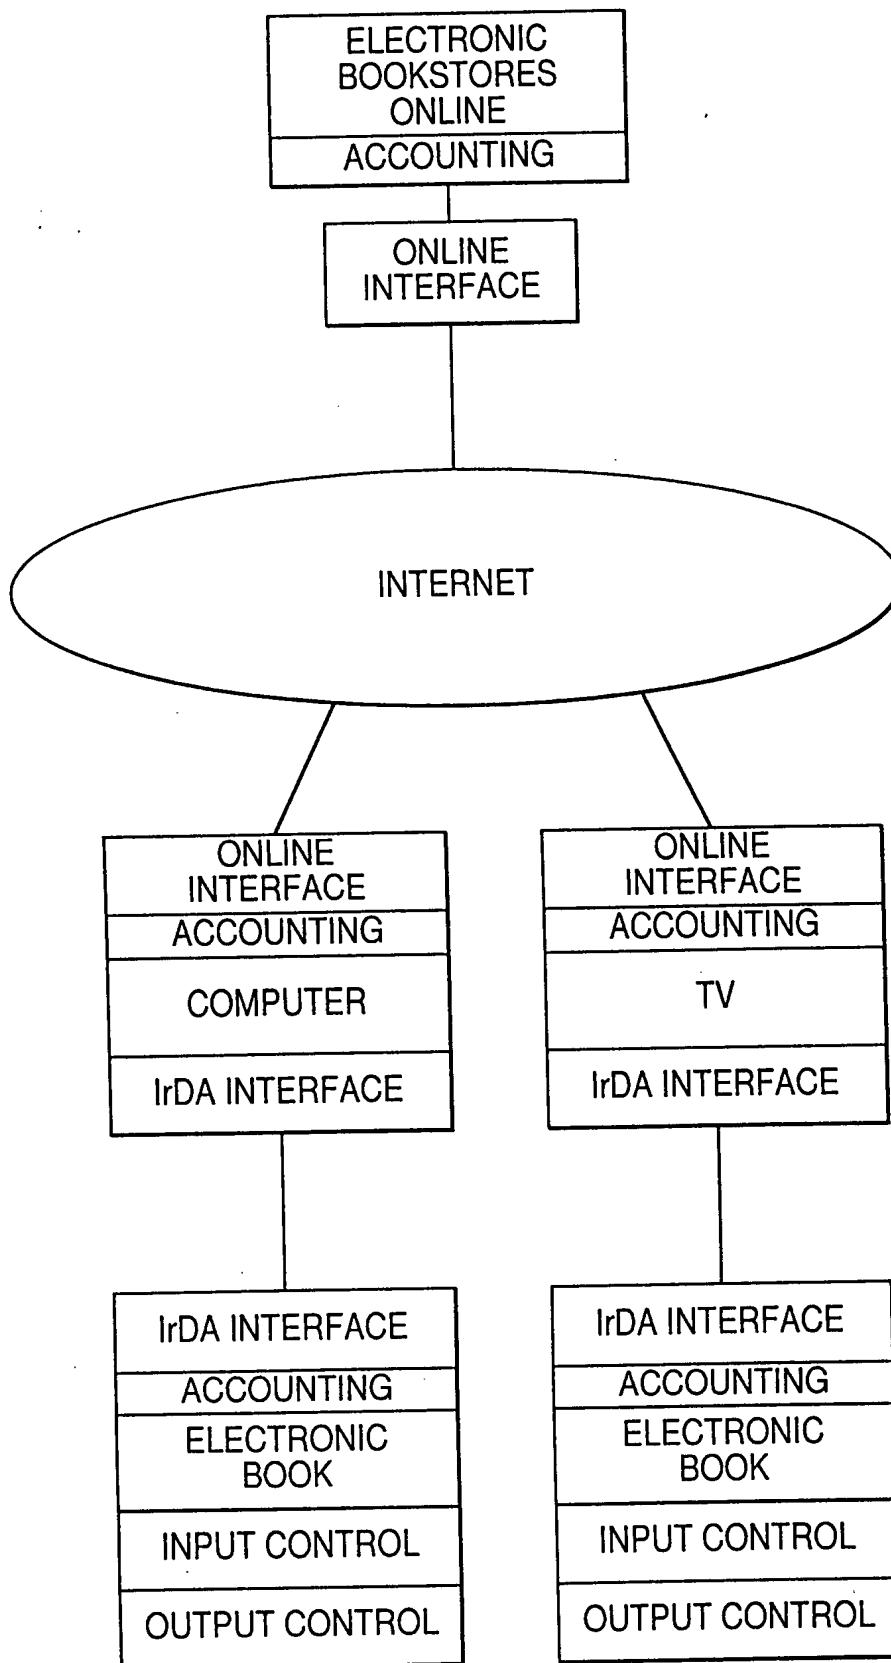 ELECTRONIC
BOOKSTORES
ONLINE
ACCOUNTING
ONLINE
INTERFACE
INTERNET
ONLINE
INTERFACE
ACCOUNTING
COMPUTER
IrDA INTERFACE
ONLINE
INTERFACE
ACCOUNTING
TV
IrDA INTERFACE
IrDA INTERFACE
ACCOUNTING
ELECTRONIC
BOOK
INPUT CONTROL
OUTPUT CONTROL
IrDA INTERFACE
ACCOUNTING
ELECTRONIC
BOOK
INPUT CONTROL
OUTPUT CONTROL